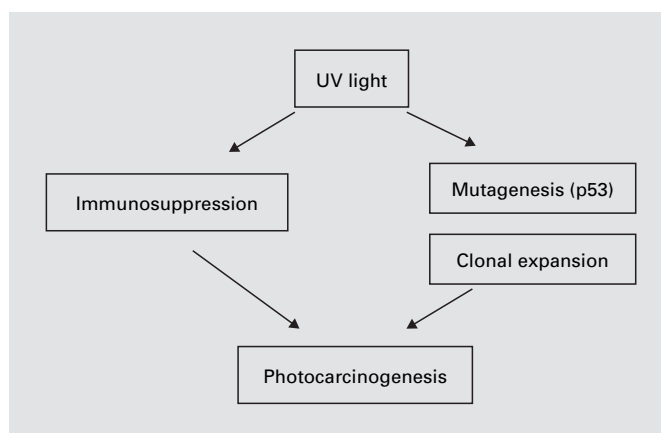 UV light
Immunosuppression
Mutagenesis (p53)
Clonal expansion
Photocarcinogenesis